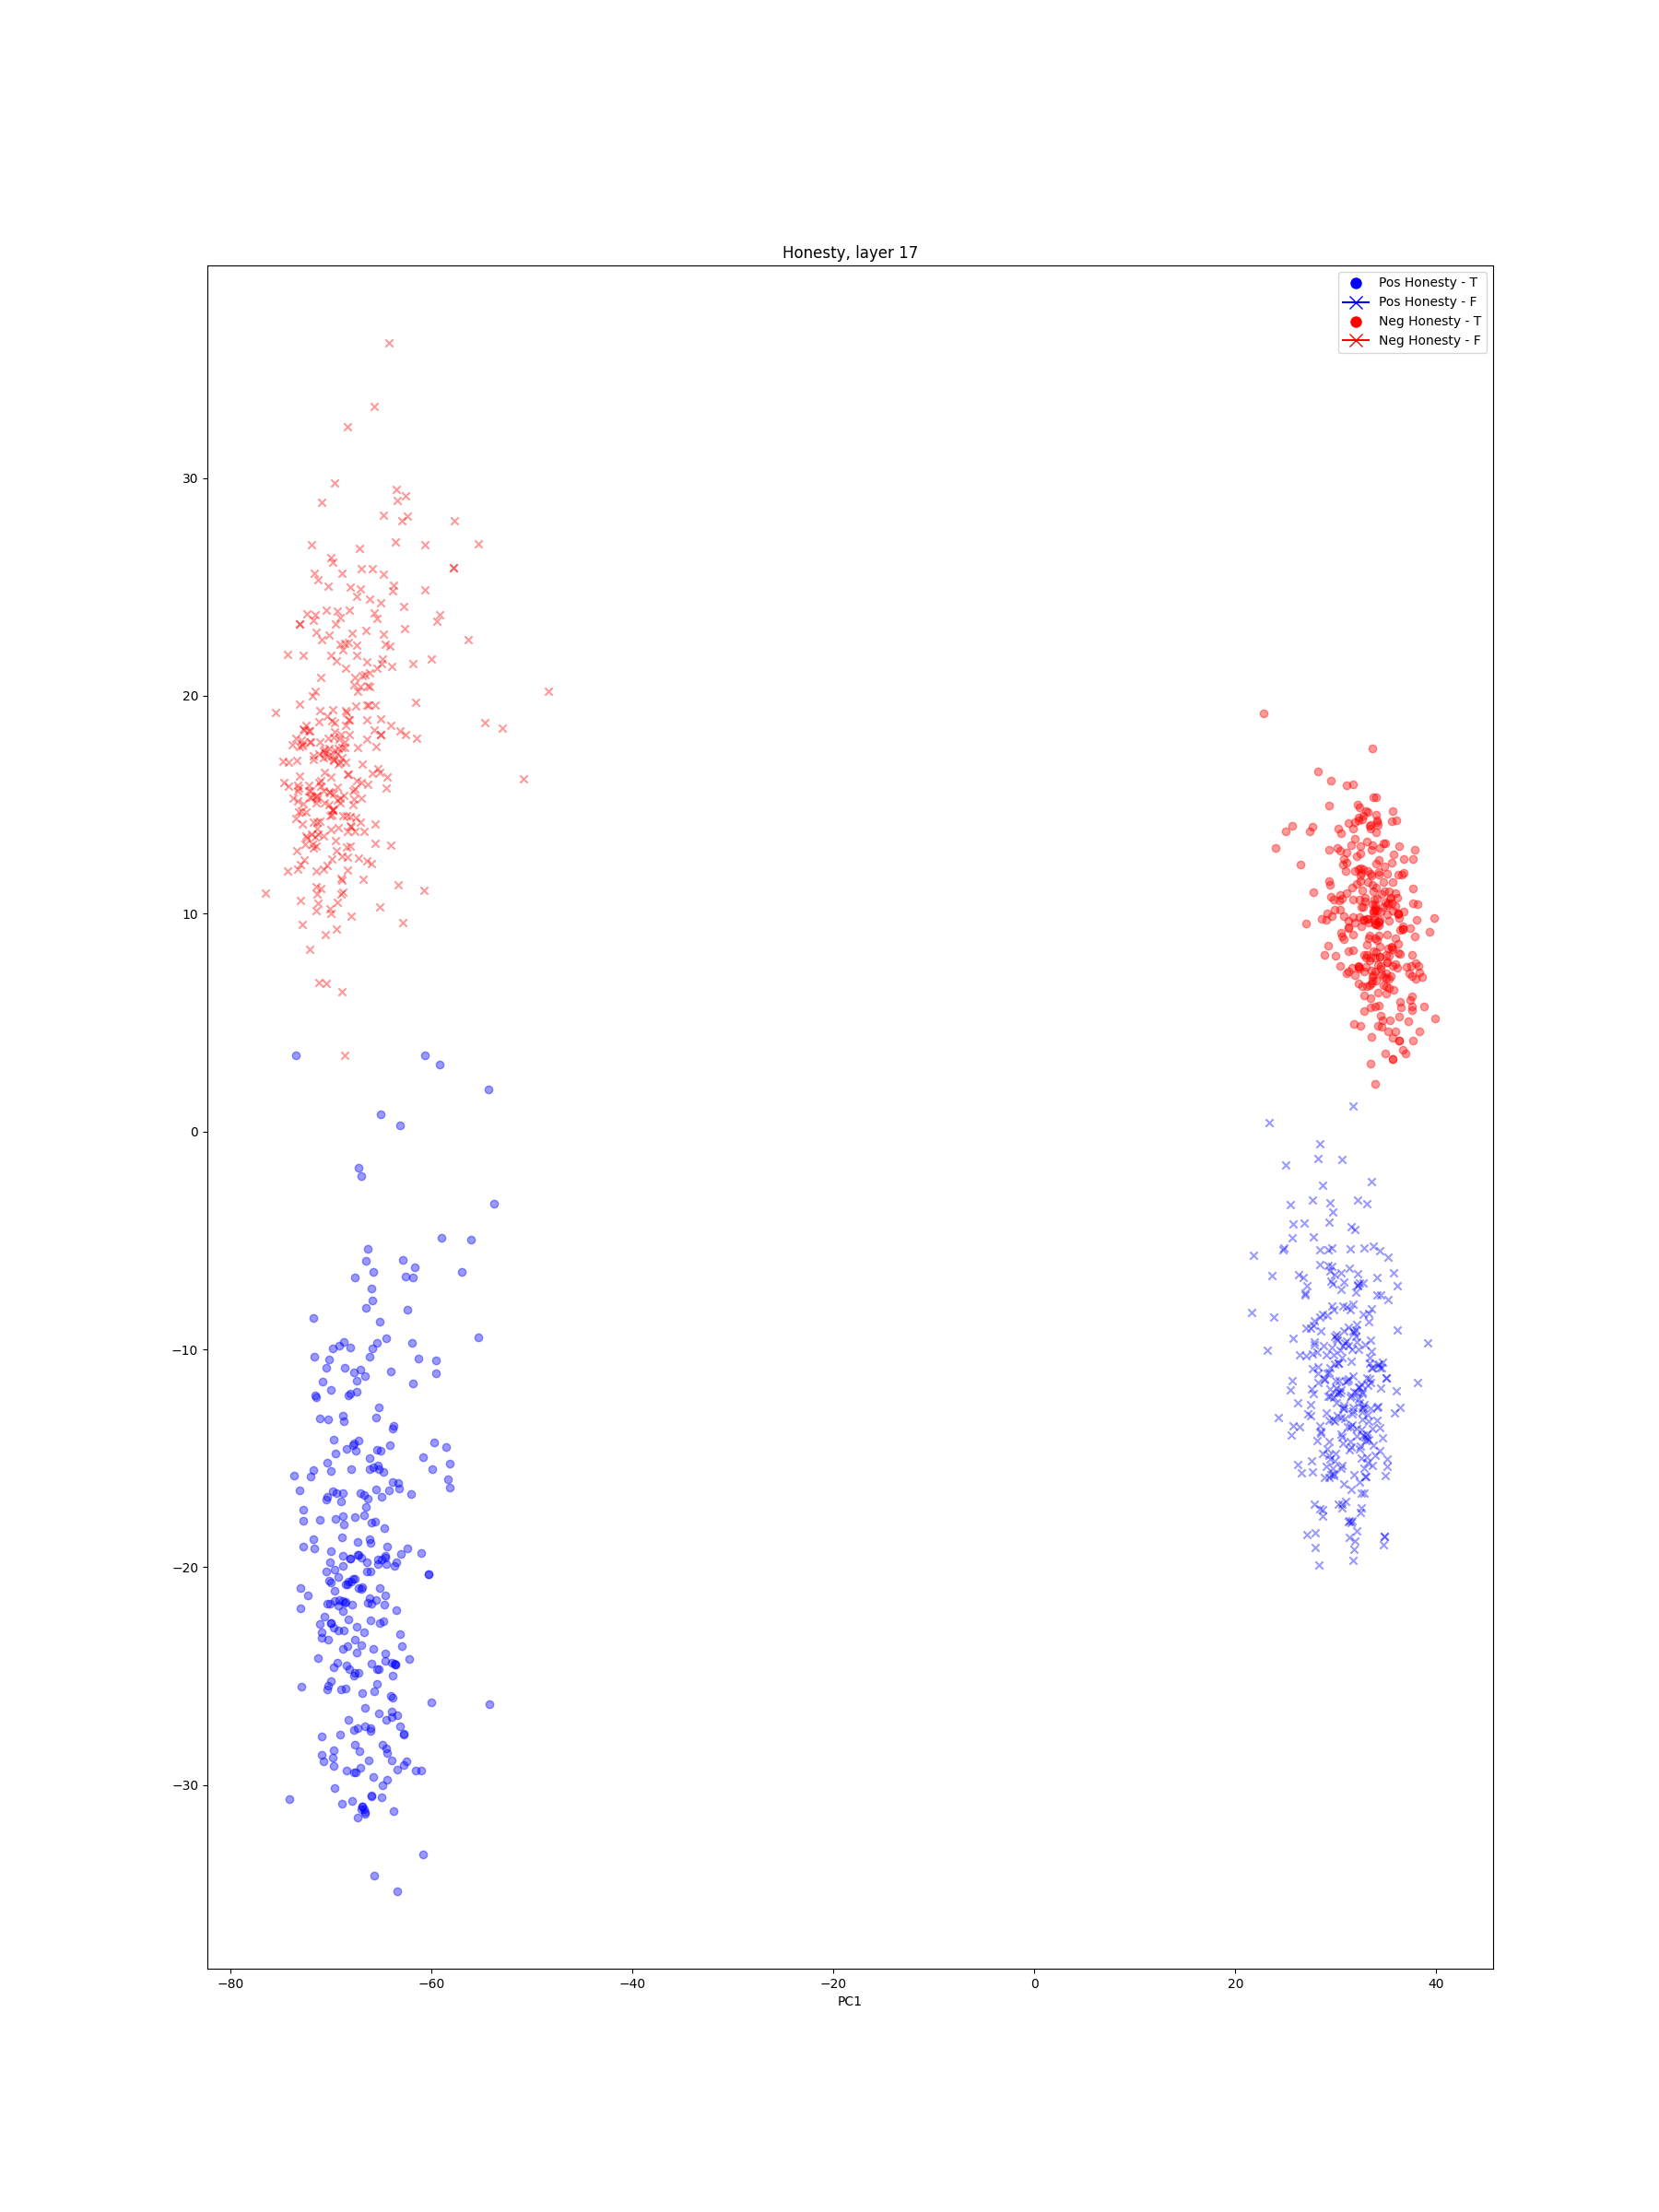 Honesty, layer 17
Pos Honesty - T
Pos Honesty - F
Neg Honesty - T
Neg Honesty - F
30
20
10
0
−10
−20
−30
−80
−60
−40
−20
0
20
40
PC1